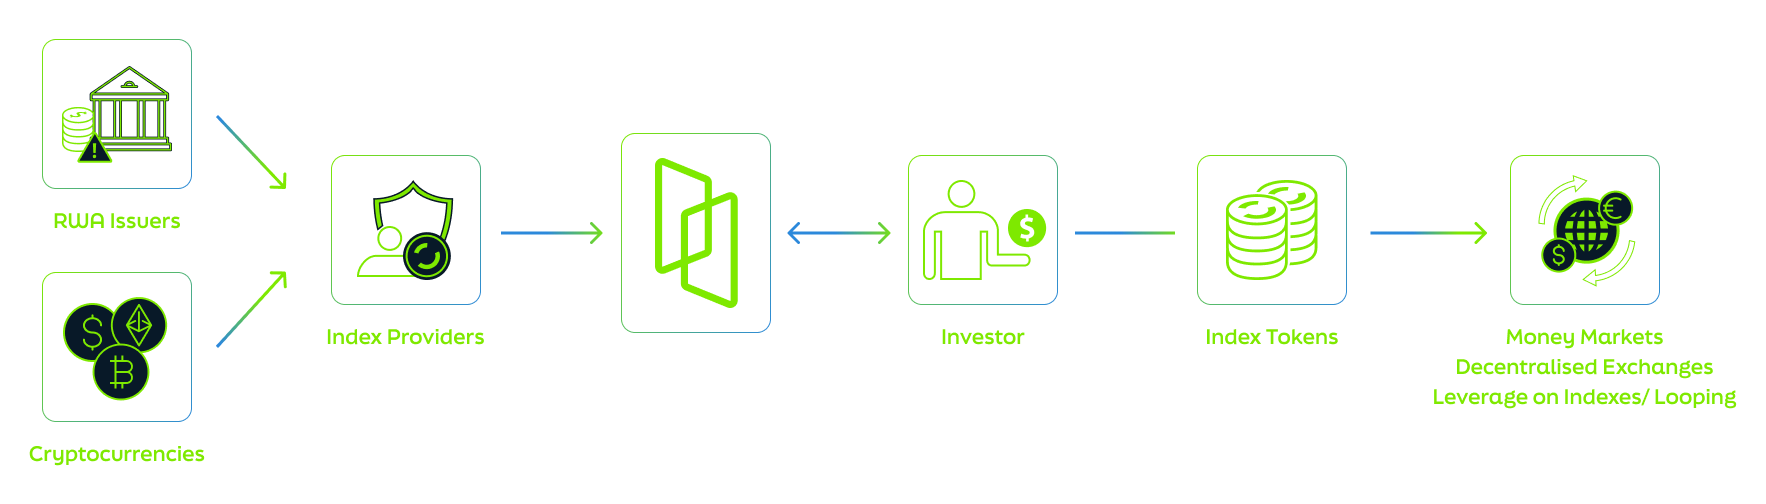 RWA Issuers
Cryptocurrencies
Index Providers
Investor
Index Tokens
Money Markets
Decentralised Exchanges
Leverage on Indexes/ Looping